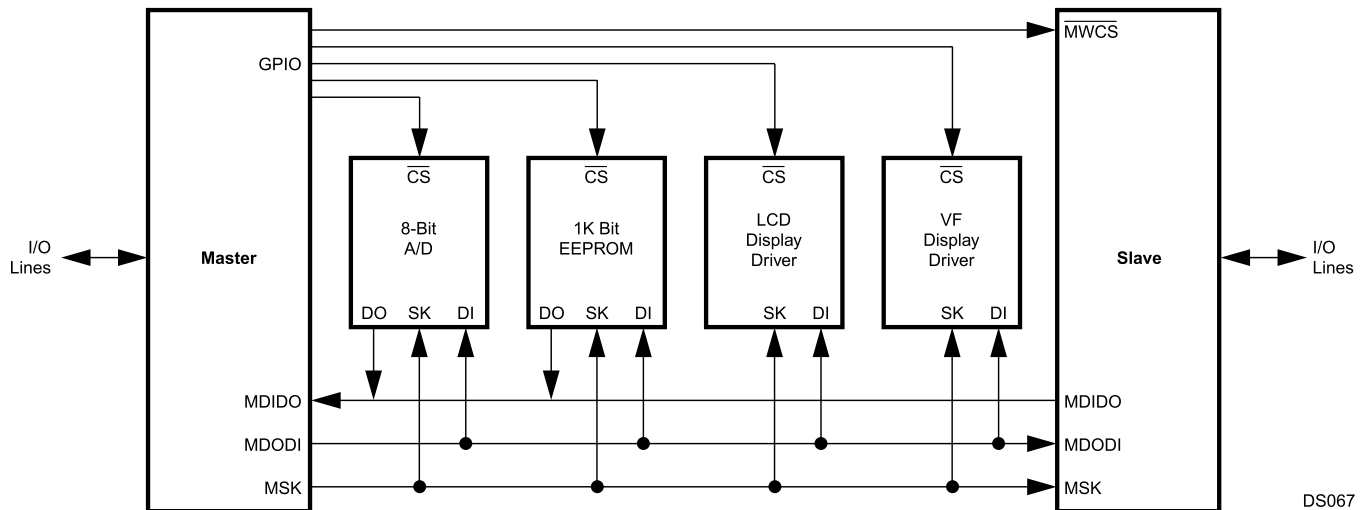 MWCS
GPIO
CS
CS
CS
CS
8-Bit
A/D
1K Bit
EEPROM
LCD
Display
Driver
VF
Display
Driver
I/O
Lines
Master
Slave
I/O
Lines
DO SK DI
DO SK DI
SK DI
SK DI
MDIDO
MDIDO
MDODI
MDODI
MSK
MSK
DS067